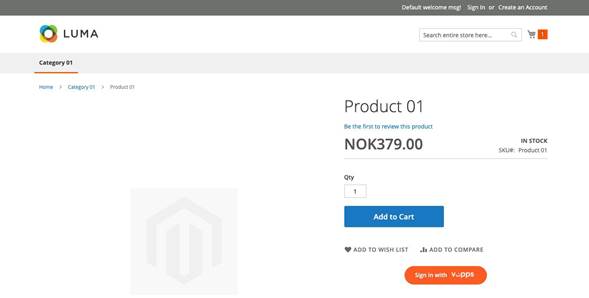 Default welcome msg! Sign In or Create an Account
LUMA
Search entire store here...
1
Category 01
Home > Category 01 > Product 01
Product 01
Be the first to review this product
NOK379.00
IN STOCK
SKU#: Product 01
Qty
1
Add to Cart
ADD TO WISH LIST
ADD TO COMPARE
Sign in with vipps